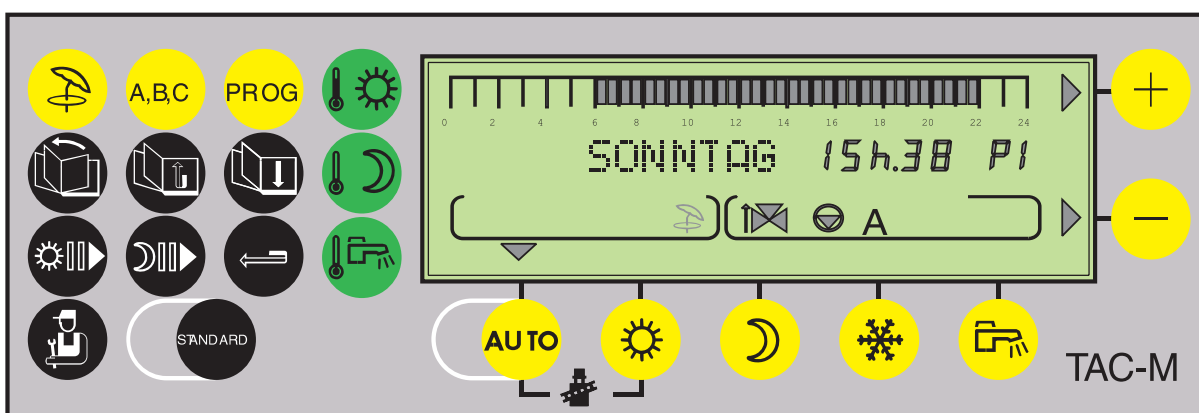 A,B,C PROG
0 2 4 6 8 10 12 14 16 18 20 22 24
SONNTAG 15h.38 P1
A
STANDARD
AUTO
TAC-M